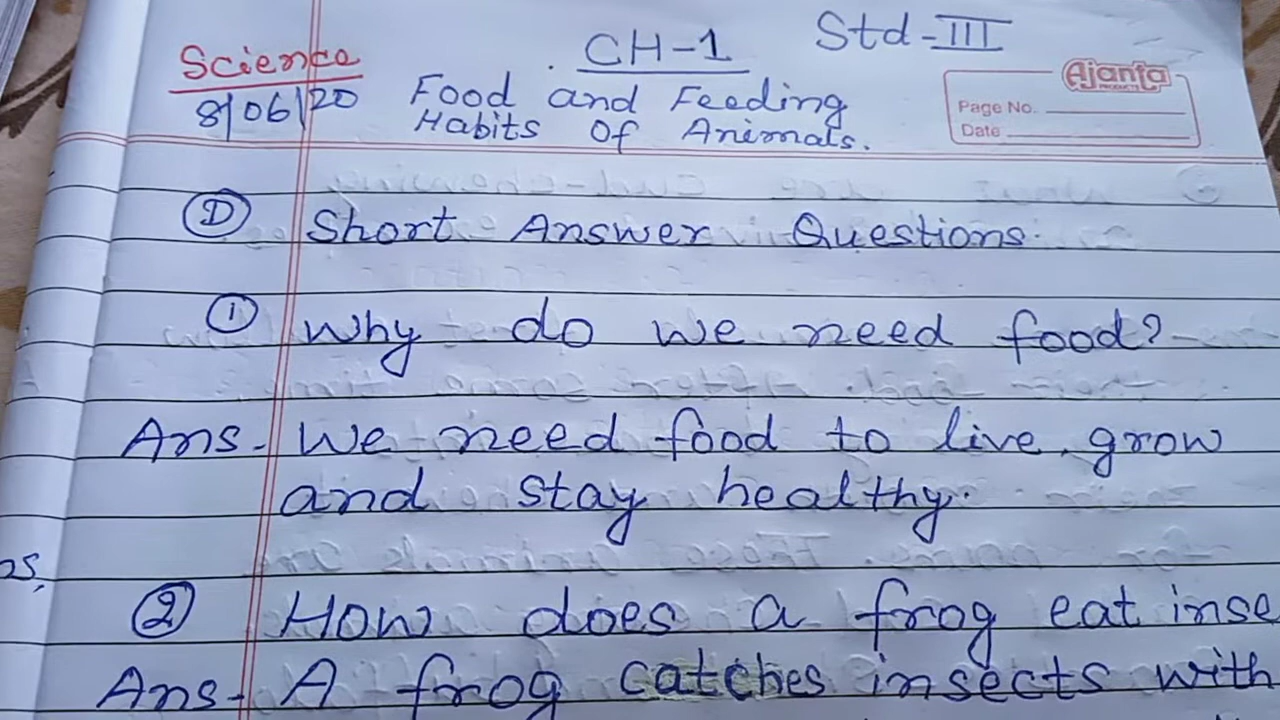 CH-1 Std-III
Science
Ajanta
PRODUCTS
8/06/20 Food and Feeding
Habits Of Animals.
Page No.
Date
D Short Answer Questions.
1 Why do we need food?
Ans- We need food to live, grow
and stay healthy.
2 How does a frog eat inse
Ans- A frog catches insects with